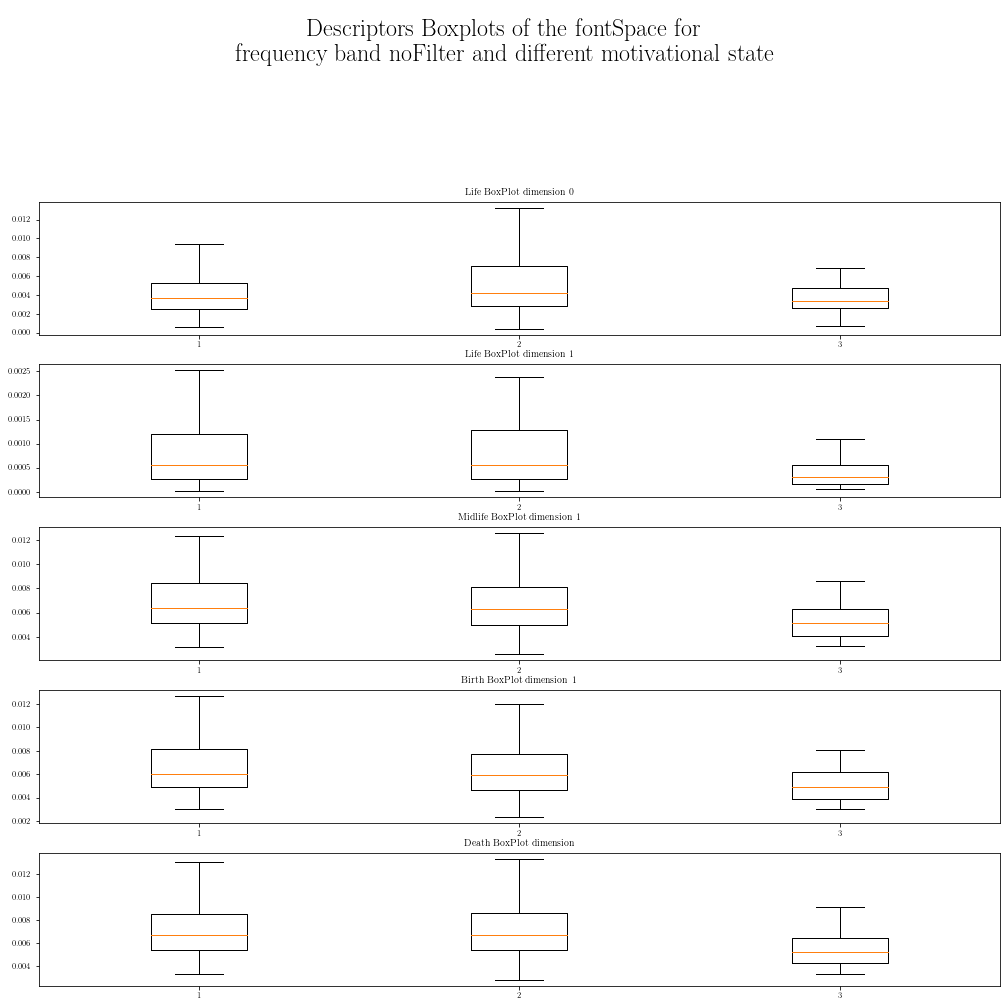 Descriptors Boxplots of the fontSpace for
frequency band noFilter and different motivational state
Life BoxPlot dimension 0
0.012
0.010
0.008
0.006
0.004
0.002
0.000
1 2 3
Life BoxPlot dimension 1
0.0025
0.0020
0.0015
0.0010
0.0005
0.0000
1 2 3
Midlife BoxPlot dimension 1
0.012
0.010
0.008
0.006
0.004
1 2 3
Birth BoxPlot dimension 1
0.012
0.010
0.008
0.006
0.004
0.002
1 2 3
Death BoxPlot dimension
0.012
0.010
0.008
0.006
0.004
1 2 3